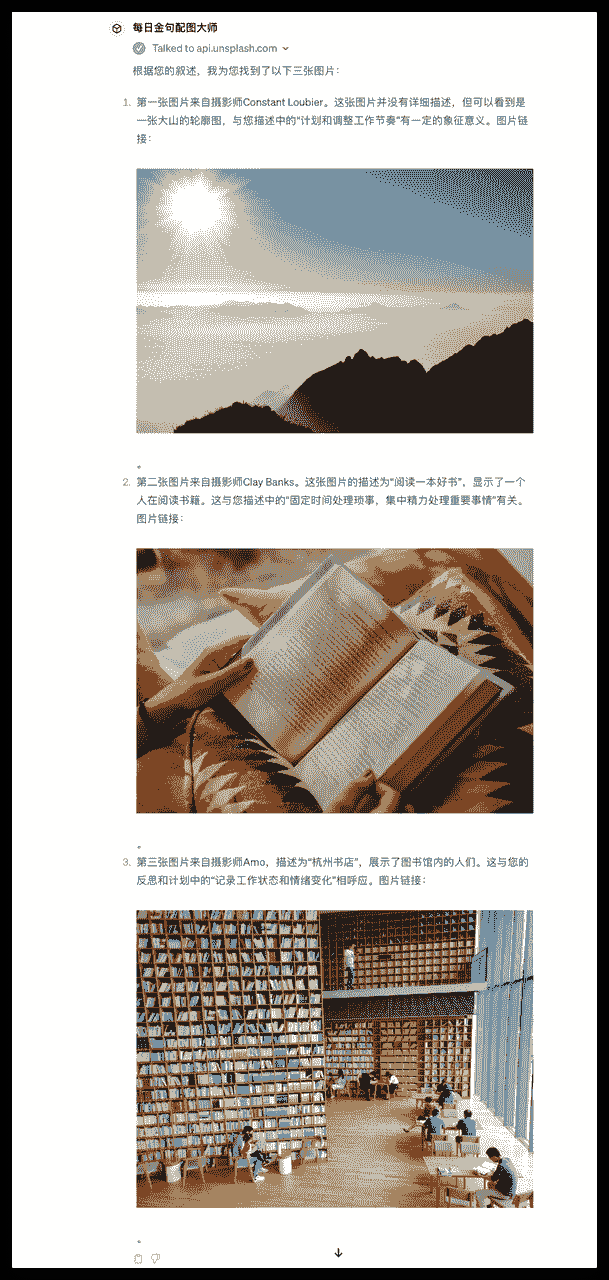 每日金句配图大师
Talked to api.unsplash.com
根据您的叙述，我为您找到了以下三张图片：
1. 第一张图片来自摄影师Constant Loubier。这张图片并没有详细描述，但可以看到是
一张大山的轮廓图，与您描述中的“计划和调整工作节奏”有一定的象征意义。图片链
接：
。
2. 第二张图片来自摄影师Clay Banks。这张图片的描述为“阅读一本好书”，显示了一个
人在阅读书籍。这与您描述中的“固定时间处理琐事，集中精力处理重要事情”有关。
图片链接：
。
3. 第三张图片来自摄影师Amo，描述为“杭州书店”，展示了图书馆内的人们。这与您的
反思和计划中的“记录工作状态和情绪变化”相呼应。图片链接：
。